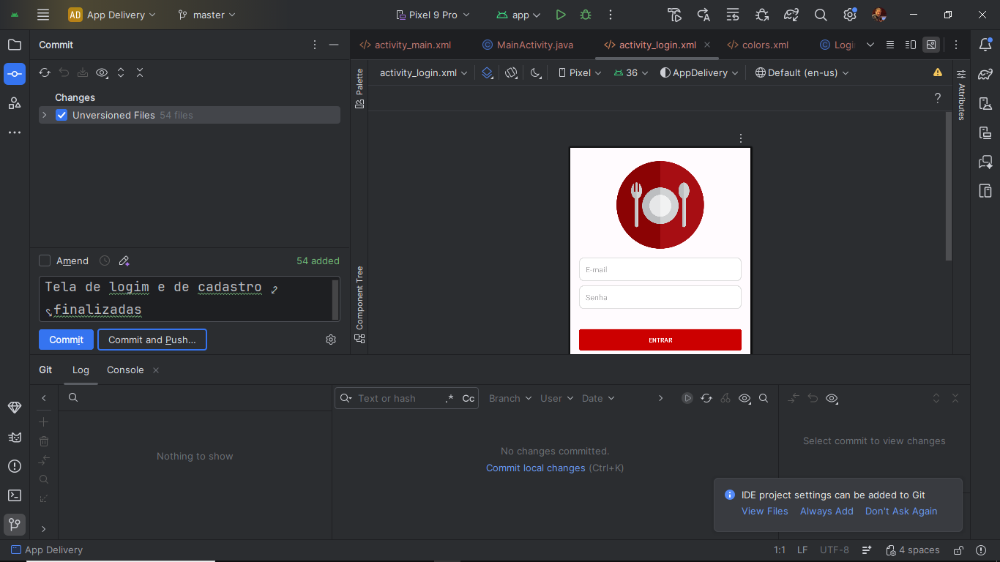 AD App Delivery
master
Pixel 9 Pro
app
Commit
activity_main.xml
MainActivity.java
activity_login.xml
colors.xml
activity_login.xml
Pixel
36
AppDelivery
Default (en-us)
Palette
Attributes
Component Tree
Changes
Unversioned Files 54 files
?
E-mail
Senha
ENTRAR
Amend
54 added
Tela de logim e de cadastro
finalizadas
Commit
Commit and Push...
Git
Log
Console
Text or hash
.*
Cc
Branch
User
Date
Nothing to show
No changes committed.
Commit local changes (Ctrl+K)
Select commit to view changes
IDE project settings can be added to Git
View Files
Always Add
Don't Ask Again
App Delivery
1:1
LF
UTF-8
4 spaces